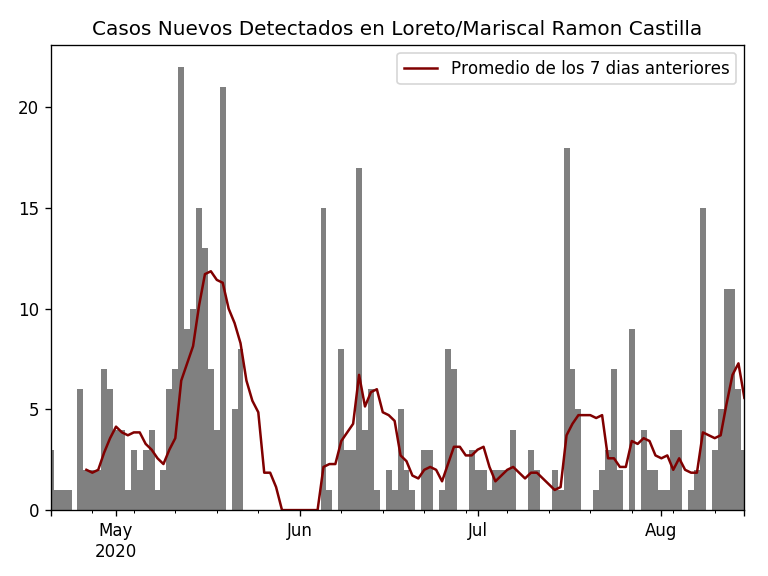 Casos Nuevos Detectados en Loreto/Mariscal Ramon Castilla
Promedio de los 7 dias anteriores
20
15
10
5
0
May Jun Jul Aug
2020